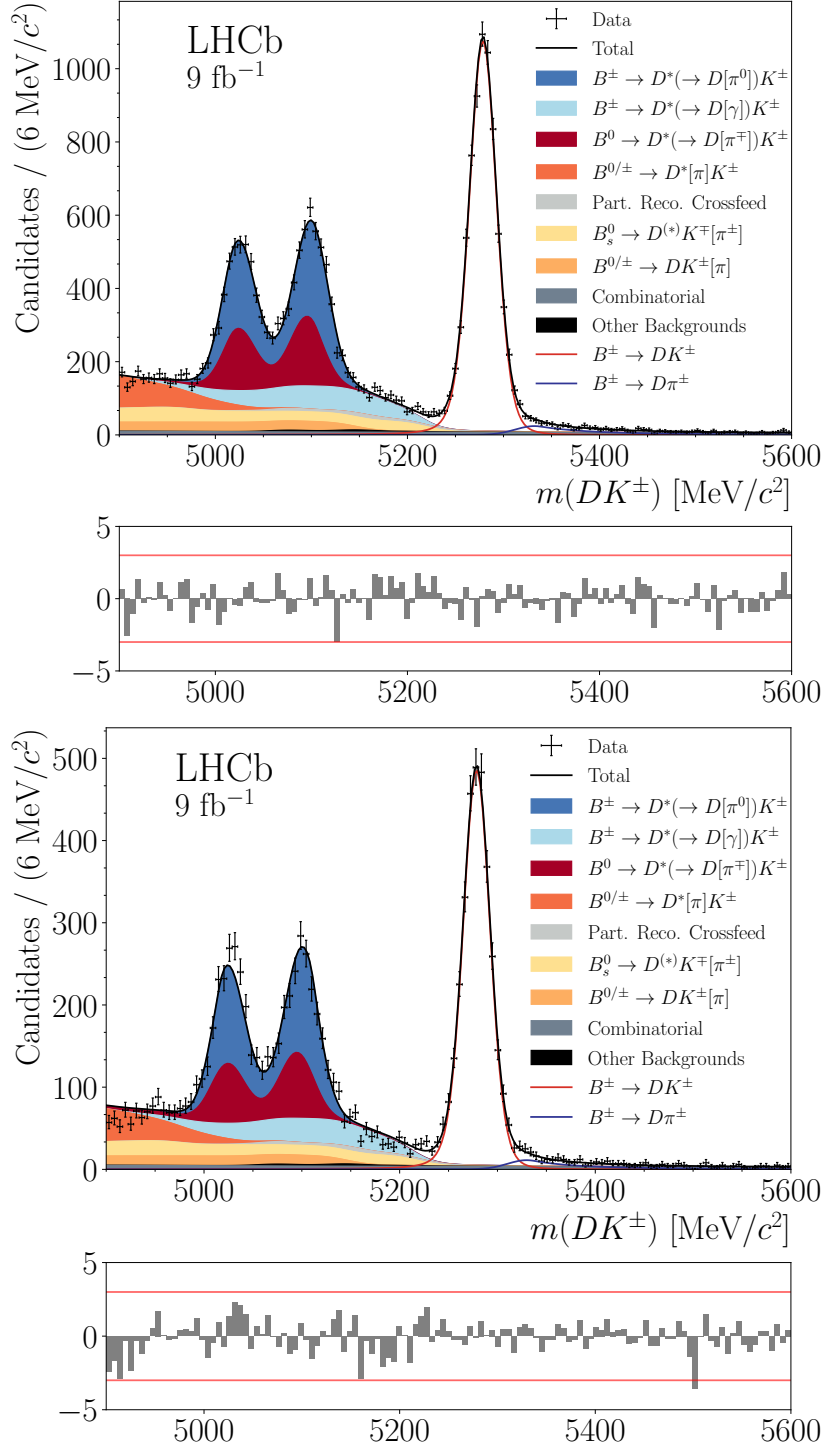 LHCb
9 fb⁻¹
Data
Total
B± → D*(→ D[π⁰])K±
B± → D*(→ D[γ])K±
B⁰ → D*(→ D[π∓])K±
B⁰/± → D*[π]K±
Part. Reco. Crossfeed
B⁰ₛ → D⁽*⁾K∓[π±]
B⁰/± → DK±[π]
Combinatorial
Other Backgrounds
B± → DK±
B± → Dπ±
Candidates / (6 MeV/c²)
1000
800
600
400
200
0
5000 5200 5400 5600
m(DK±) [MeV/c²]
5
0
−5
5000 5200 5400 5600
LHCb
9 fb⁻¹
Data
Total
B± → D*(→ D[π⁰])K±
B± → D*(→ D[γ])K±
B⁰ → D*(→ D[π∓])K±
B⁰/± → D*[π]K±
Part. Reco. Crossfeed
B⁰ₛ → D⁽*⁾K∓[π±]
B⁰/± → DK±[π]
Combinatorial
Other Backgrounds
B± → DK±
B± → Dπ±
Candidates / (6 MeV/c²)
500
400
300
200
100
0
5000 5200 5400 5600
m(DK±) [MeV/c²]
5
0
−5
5000 5200 5400 5600